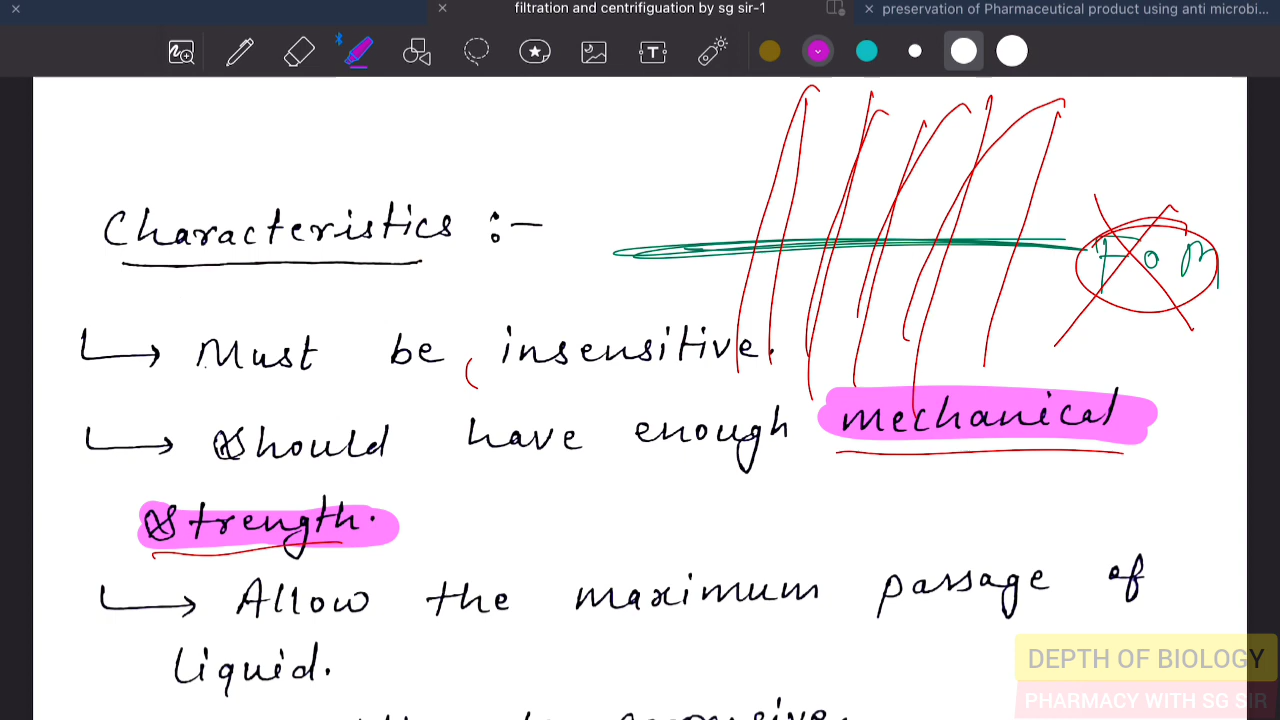 filtration and centrifiguation by sg sir-1
preservation of Pharmaceutical product using anti microbi...
Characteristics :-
Must be insensitive.
Should have enough mechanical
Strength.
Allow the maximum passage of
liquid.
DEPTH OF BIOLOGY
PHARMACY WITH SG SIR